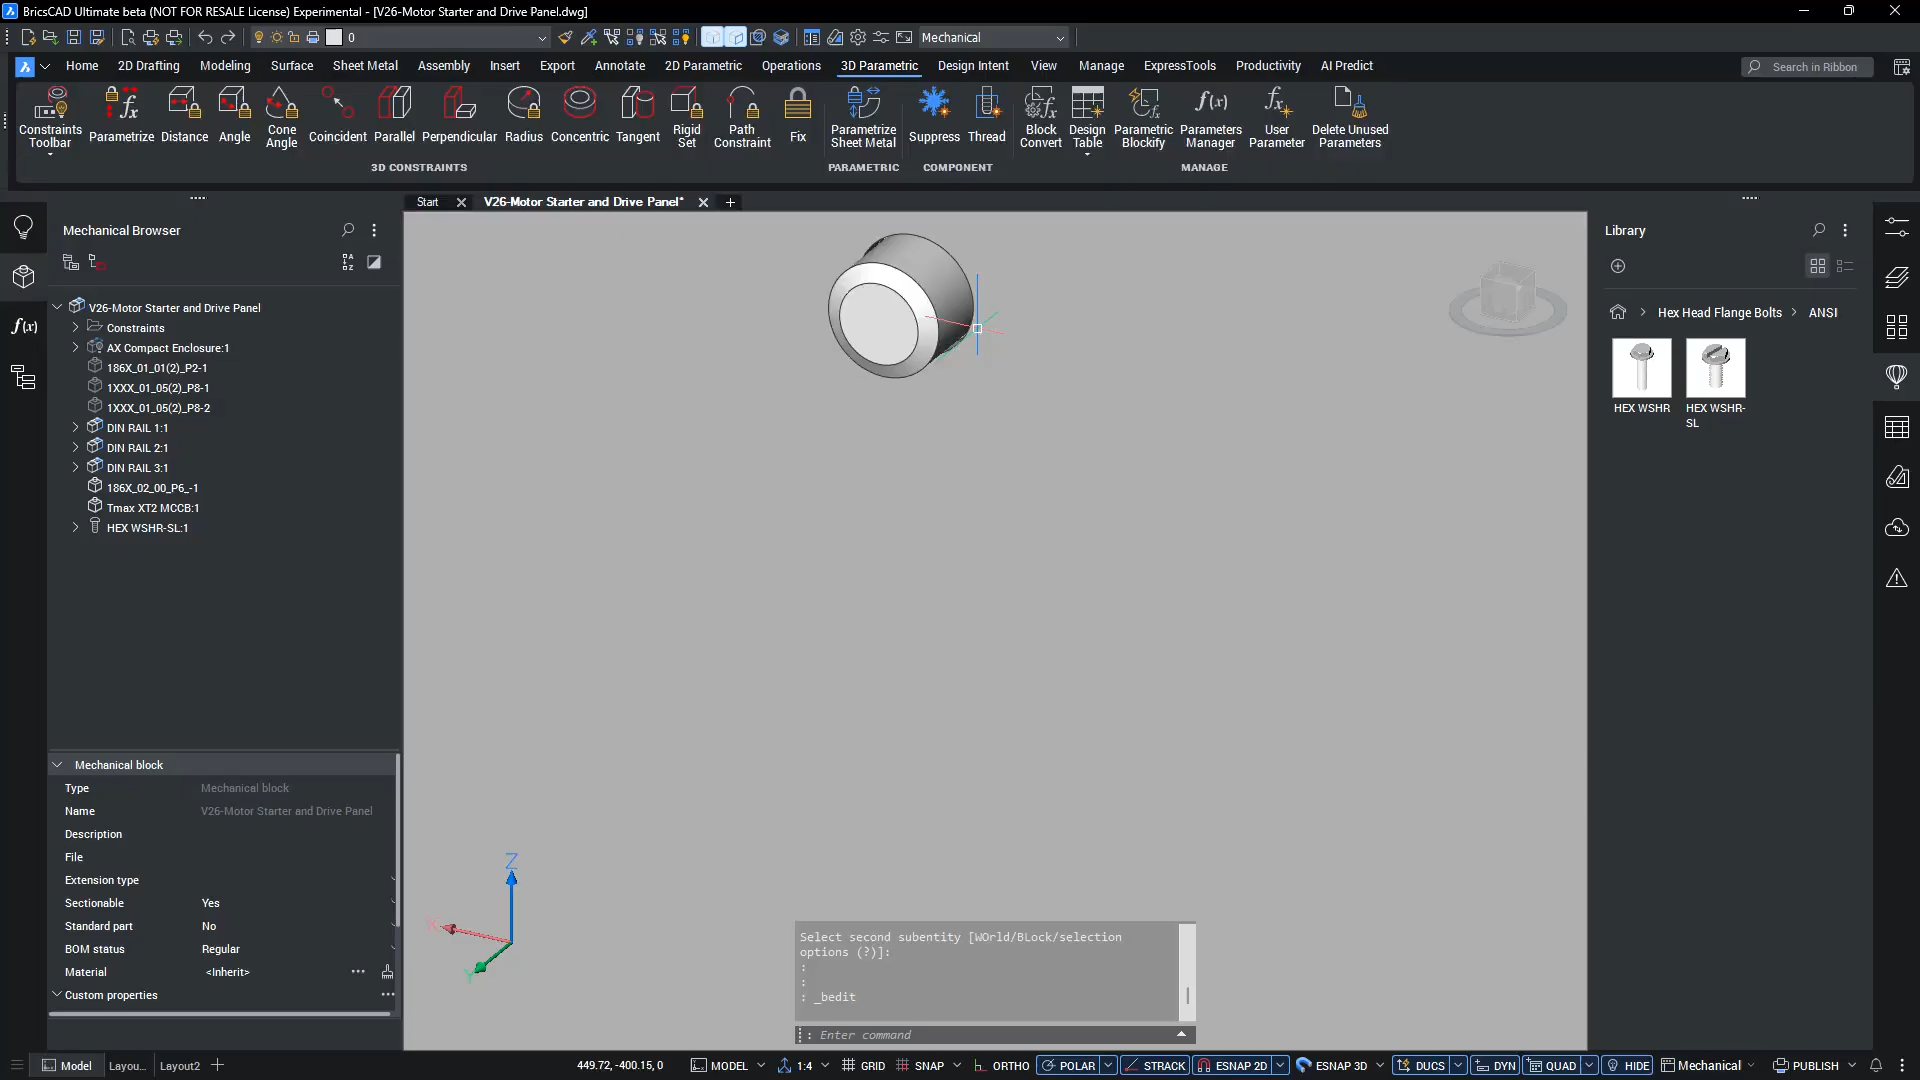 BricsCAD Ultimate beta (NOT FOR RESALE License) Experimental - [V26-Motor Starter and Drive Panel.dwg]
0
Mechanical
Home 2D Drafting Modeling Surface Sheet Metal Assembly Insert Export Annotate 2D Parametric Operations 3D Parametric Design Intent View Manage ExpressTools Productivity AI Predict
Search in Ribbon
Constraints Toolbar
Parametrize
Distance
Angle
Cone Angle
Coincident
Parallel
Perpendicular
Radius
Concentric
Tangent
Rigid Set
Path Constraint
Fix
Parametrize Sheet Metal
Suppress
Thread
Block Convert
Design Table
Parametric Blockify
f(x)
Parameters Manager
User Parameter
Delete Unused Parameters
3D CONSTRAINTS
PARAMETRIC
COMPONENT
MANAGE
Start
V26-Motor Starter and Drive Panel*
Mechanical Browser
f(x)
V26-Motor Starter and Drive Panel
Constraints
AX Compact Enclosure:1
186X_01_01(2)_P2-1
1XXX_01_05(2)_P8-1
1XXX_01_05(2)_P8-2
DIN RAIL 1:1
DIN RAIL 2:1
DIN RAIL 3:1
186X_02_00_P6_-1
Tmax XT2 MCCB:1
HEX WSHR-SL:1
Mechanical block
Type Mechanical block
Name V26-Motor Starter and Drive Panel
Description
File
Extension type
Sectionable Yes
Standard part No
BOM status Regular
Material <Inherit>
Custom properties
Z
X
Y
Select second subentity [WOrld/BLock/selection
options (?)]:
:
:
: _bedit
: Enter command
Library
Hex Head Flange Bolts > ANSI
HEX WSHR
HEX WSHR-
SL
Model Layou... Layout2
449.72, -400.15, 0 MODEL 1:4 GRID SNAP ORTHO POLAR STRACK ESNAP 2D ESNAP 3D DUCS DYN QUAD HIDE Mechanical PUBLISH